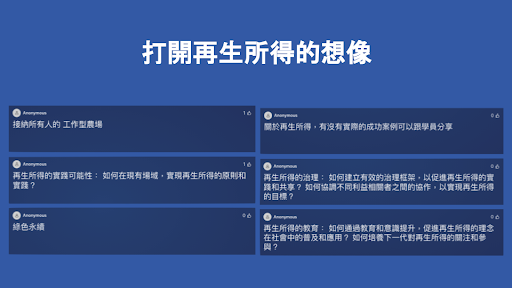 打開再生所得的想像
Anonymous
1
接納所有人的 工作型農場
Anonymous
1
再生所得的實踐可能性： 如何在現有場域，實現再生所得的原則和
實踐？
Anonymous
0
綠色永續
Anonymous
0
關於再生所得，有沒有實際的成功案例可以跟學員分享
Anonymous
0
再生所得的治理： 如何建立有效的治理框架，以促進再生所得的實
踐和共享？ 如何協調不同利益相關者之間的協作，以實現再生所得
的目標？
Anonymous
0
再生所得的教育： 如何通過教育和意識提升，促進再生所得的理念
在社會中的普及和應用？ 如何培養下一代對再生所得的關注和參
與？